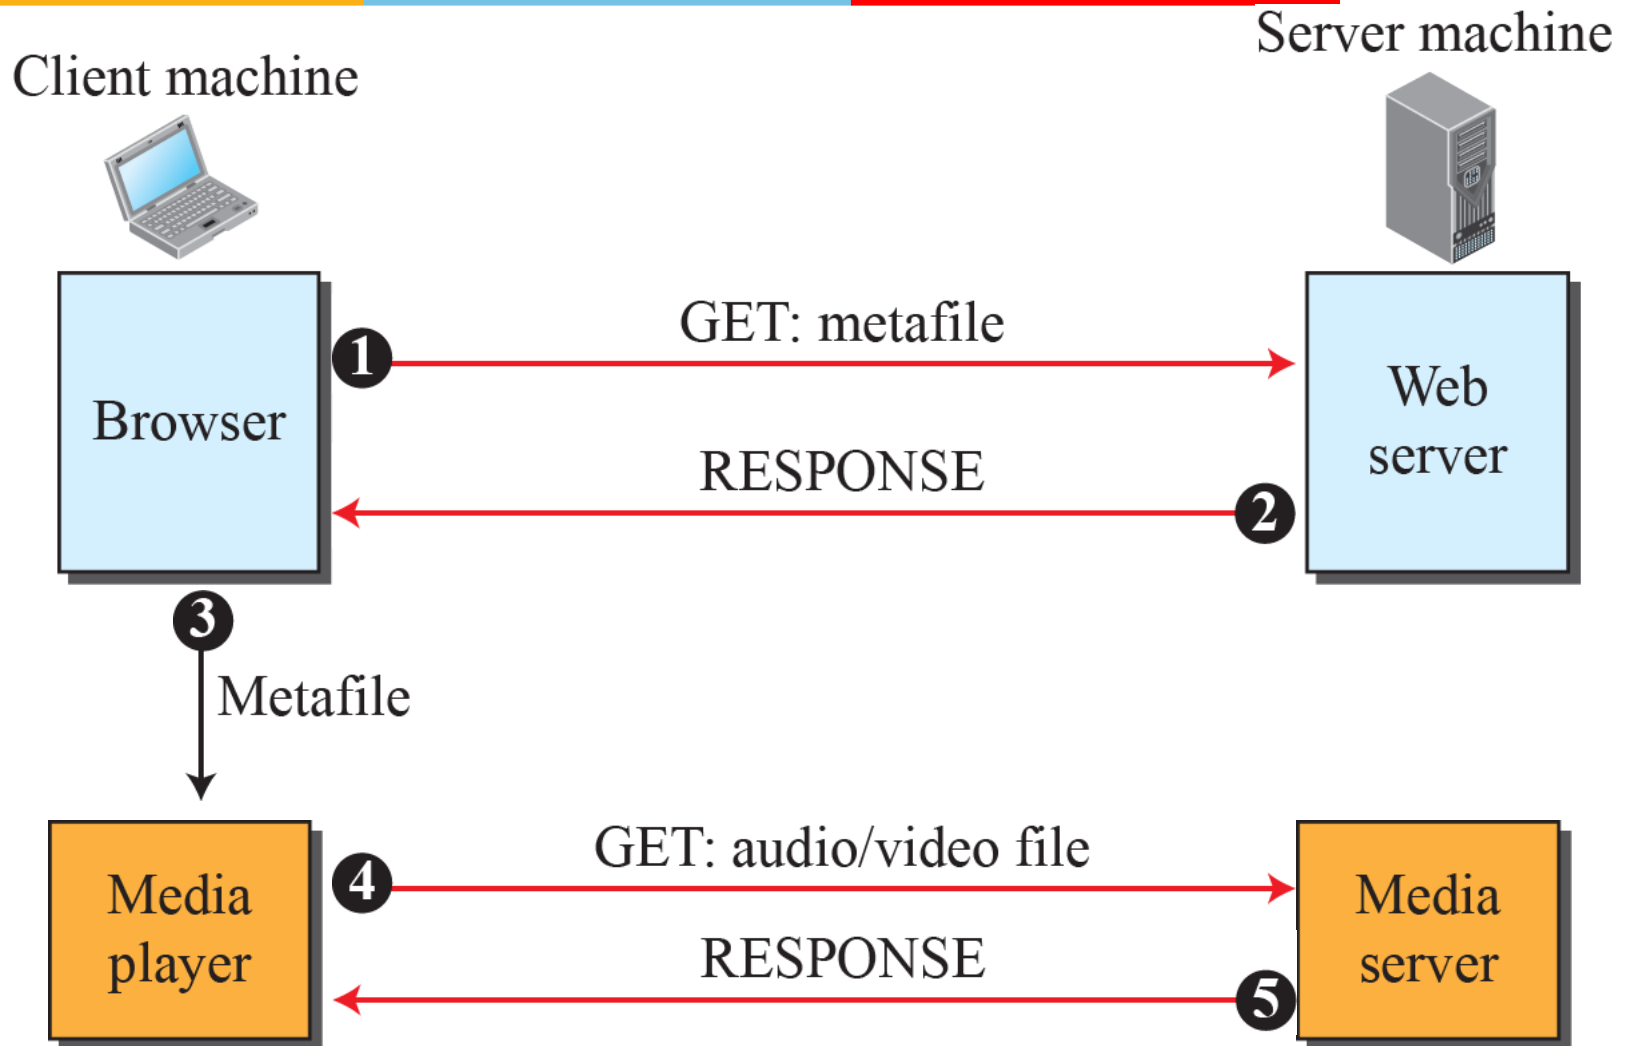 Server machine
Client machine
GET: metafile
1
Web
server
Browser
RESPONSE
2
3
Metafile
GET: audio/video file
4
Media
player
Media
server
RESPONSE
5